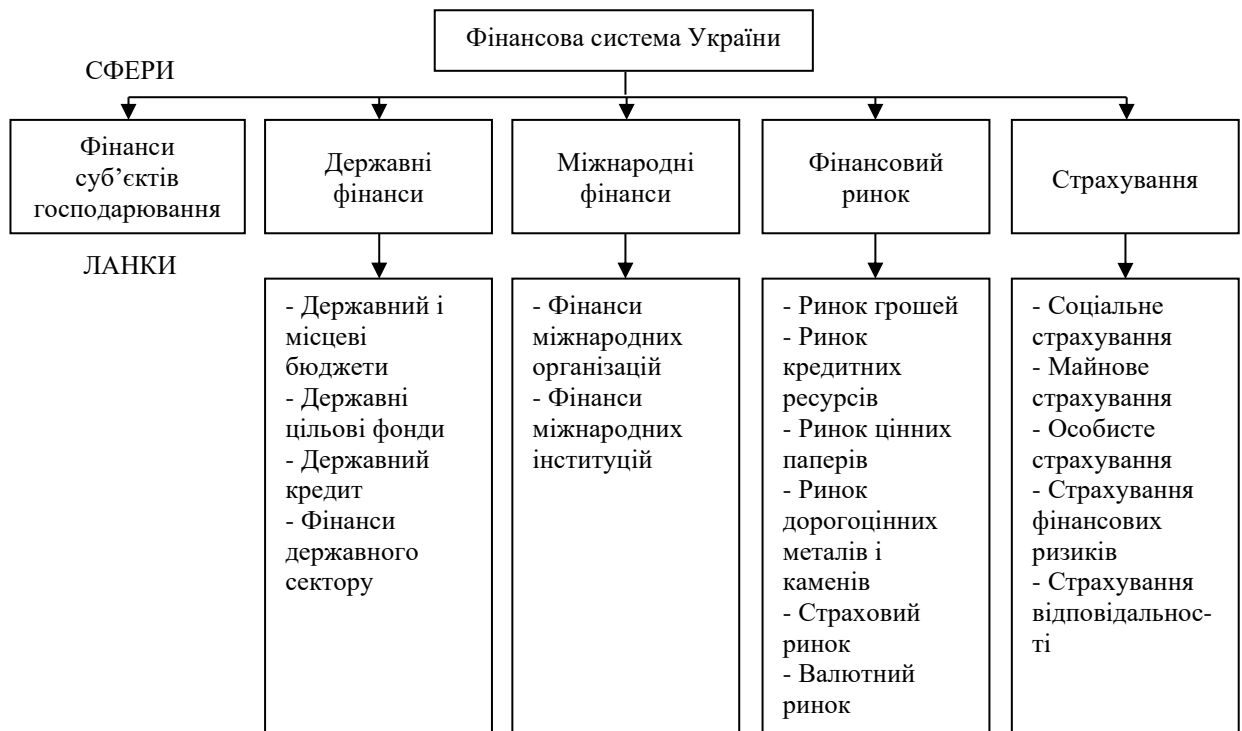 Фінансова система України
СФЕРИ
Фінанси
суб’єктів
господарювання
Державні
фінанси
Міжнародні
фінанси
Фінансовий
ринок
Страхування
ЛАНКИ
- Державний і
місцеві
бюджети
- Державні
цільові фонди
- Державний
кредит
- Фінанси
державного
сектору
- Фінанси
міжнародних
організацій
- Фінанси
міжнародних
інституцій
- Ринок грошей
- Ринок
кредитних
ресурсів
- Ринок цінних
паперів
- Ринок
дорогоцінних
металів і
каменів
- Страховий
ринок
- Валютний
ринок
- Соціальне
страхування
- Майнове
страхування
- Особисте
страхування
- Страхування
фінансових
ризиків
- Страхування
відповідальнос-
ті